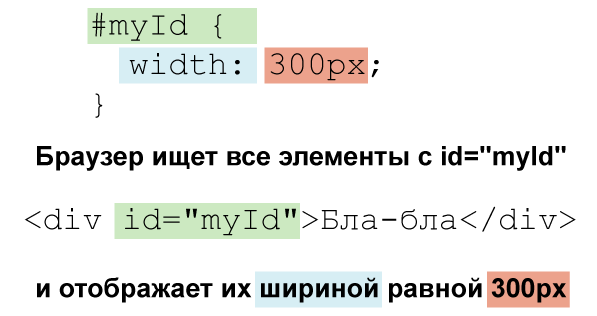 #myId {
width: 300px;
}
Браузер ищет все элементы с id="myId"
<div id="myId">Бла-бла</div>
и отображает их шириной равной 300px